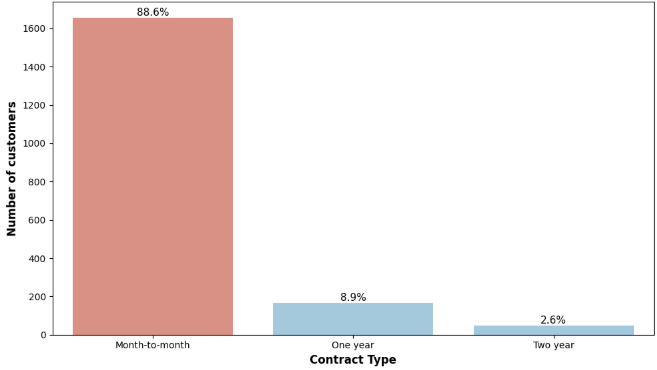 88.6%
1600
1400
1200
1000
800
600
400
200
0
Number of customers
8.9%
2.6%
Month-to-month
One year
Two year
Contract Type